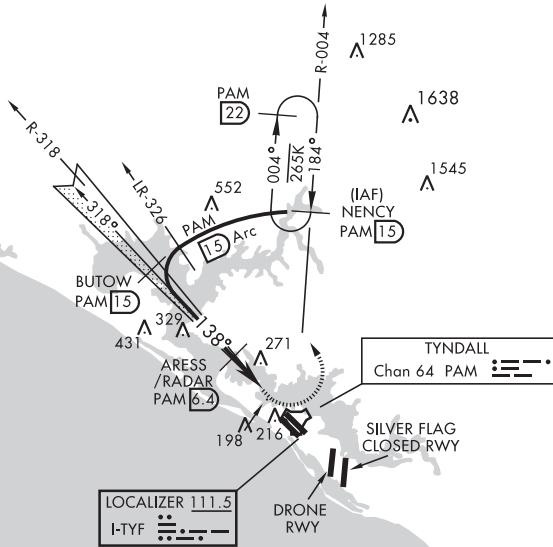 R-004
1285
PAM
22
1638
R-318
004°
265K
184°
1545
318°
LR-326
552
(IAF)
NENCY
PAM 15
PAM
15 Arc
BUTOW
PAM 15
329
431
138°
271
ARESS
/RADAR
PAM 6.4
TYNDALL
Chan 64 PAM
198
216
SILVER FLAG
CLOSED RWY
LOCALIZER 111.5
I-TYF
DRONE
RWY